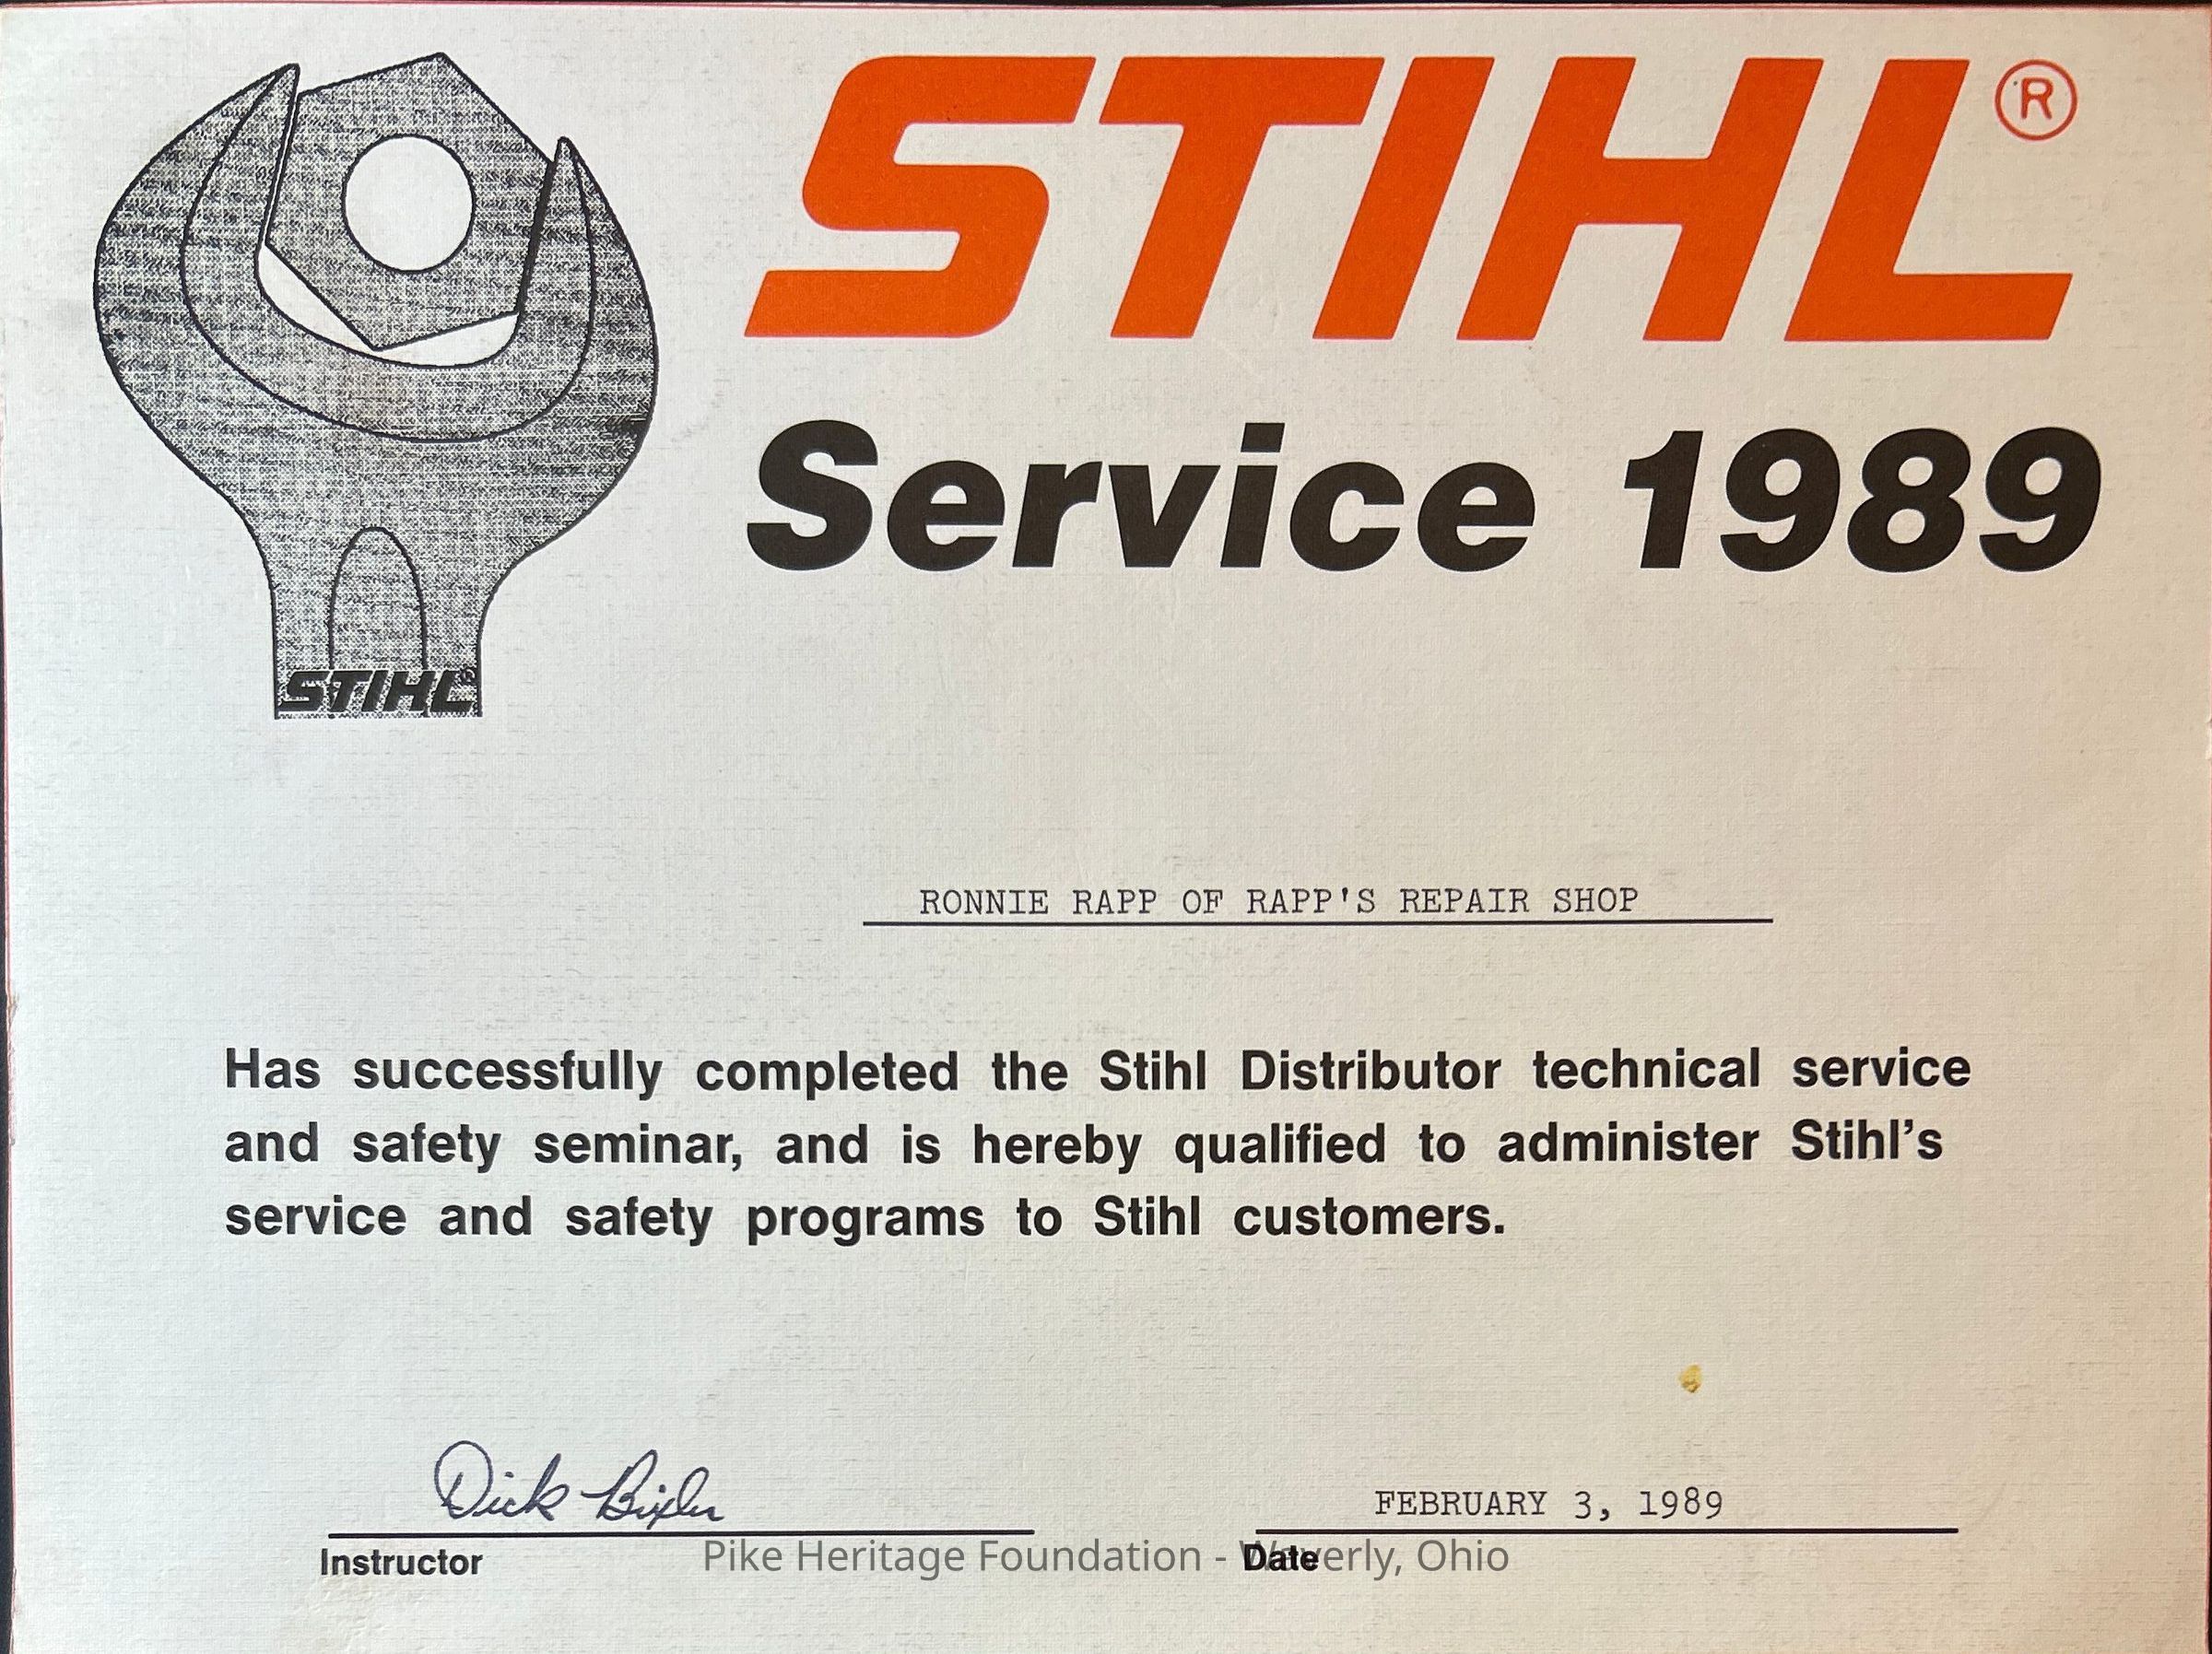 STIHL®
Service 1989
STIHL®
RONNIE RAPP OF RAPP'S REPAIR SHOP
Has successfully completed the Stihl Distributor technical service
and safety seminar, and is hereby qualified to administer Stihl's
service and safety programs to Stihl customers.
Dick Bixler
FEBRUARY 3, 1989
Instructor
Date
Pike Heritage Foundation - Waverly, Ohio